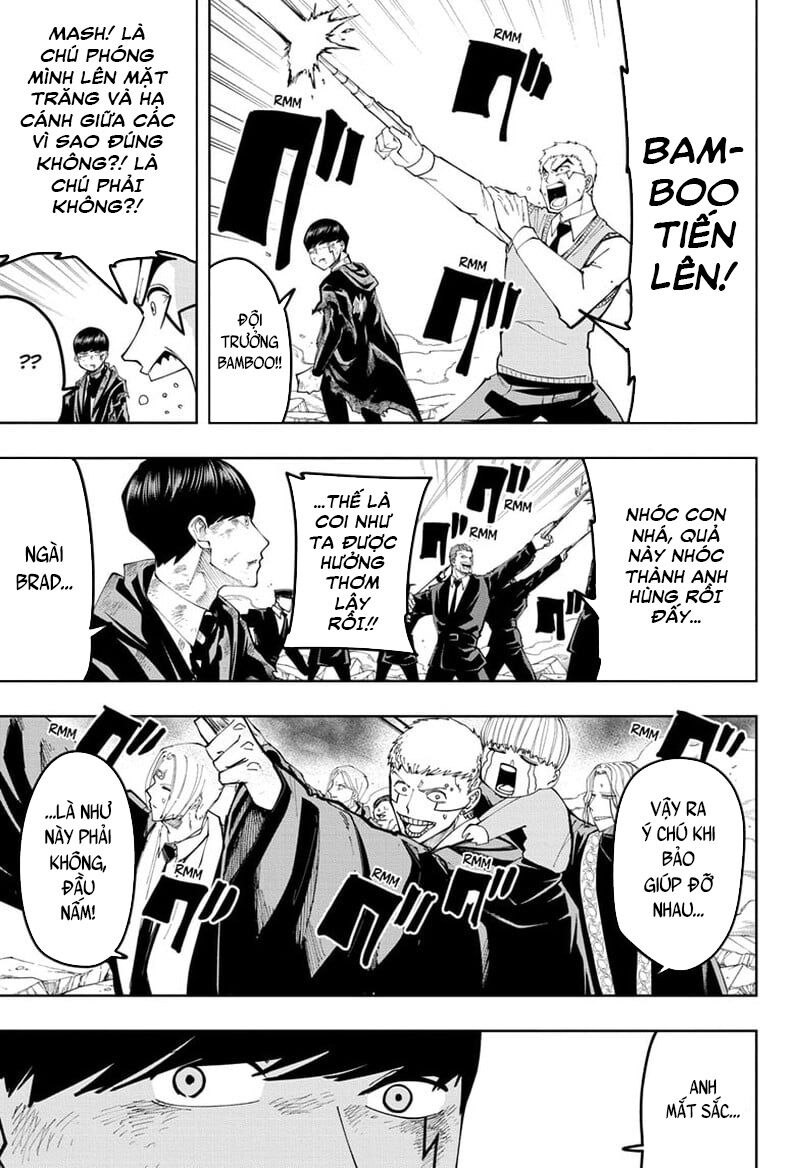 BAM-
BOO
TIẾN
LÊN!
RMM
RMM
RMM
RMM
ĐỘI
TRƯỞNG
BAMBOO!!
MASH! LÀ
CHÚ PHÓNG
MÌNH LÊN MẶT
TRĂNG VÀ HẠ
CÁNH GIỮA CÁC
VÌ SAO ĐÚNG
KHÔNG?! LÀ
CHÚ PHẢI
KHÔNG?!
??
NHÓC CON
NHÁ, QUẢ
NÀY NHÓC
THÀNH ANH
HÙNG RỒI
ĐẤY...
RMM
RMM
RMM
...THẾ LÀ
COI NHƯ
TA ĐƯỢC
HƯỞNG
THƠM
LÂY
RỒI!!
NGÀI
BRAD...
VẬY RA
Ý CHÚ KHI
BẢO
GIÚP ĐỠ
NHAU...
RMM
RMM
RMM
RMM
RMM
...LÀ NHƯ
NÀY PHẢI
KHÔNG,
ĐẦU
NẤM!
ANH
MẮT SẮC...